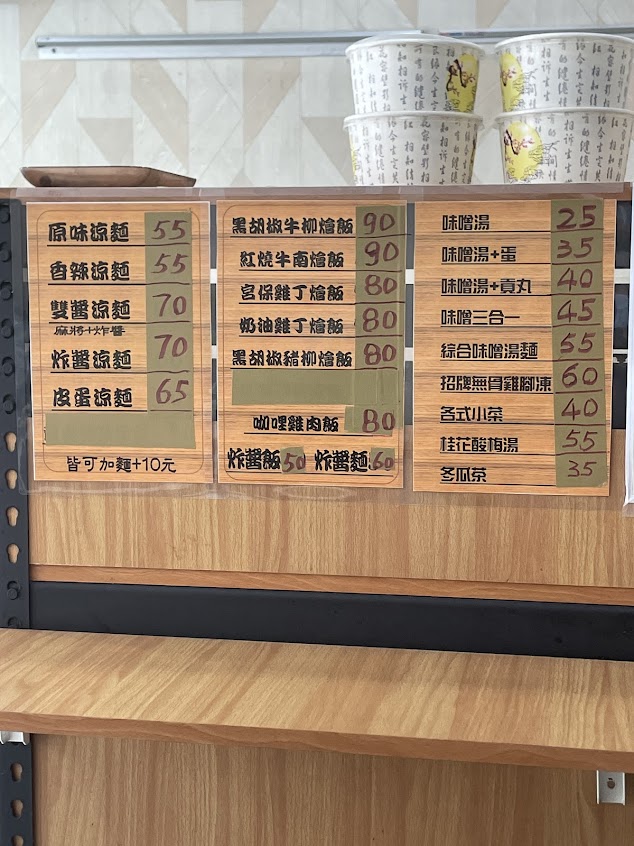 原味涼麵 55
香辣涼麵 55
雙醬涼麵 70
麻將+炸醬
炸醬涼麵 70
皮蛋涼麵 65
皆可加麵+10元
黑胡椒牛柳燴飯 90
紅燒牛南燴飯 90
宮保雞丁燴飯 80
奶油雞丁燴飯 80
黑胡椒豬柳燴飯 80
咖哩雞肉飯 80
炸醬飯 50 炸醬麵 60
味噌湯 25
味噌湯+蛋 35
味噌湯+貢丸 40
味噌三合一 45
綜合味噌湯麵 55
招牌無骨雞腳凍 60
各式小菜 40
桂花酸梅湯 55
冬瓜茶 35